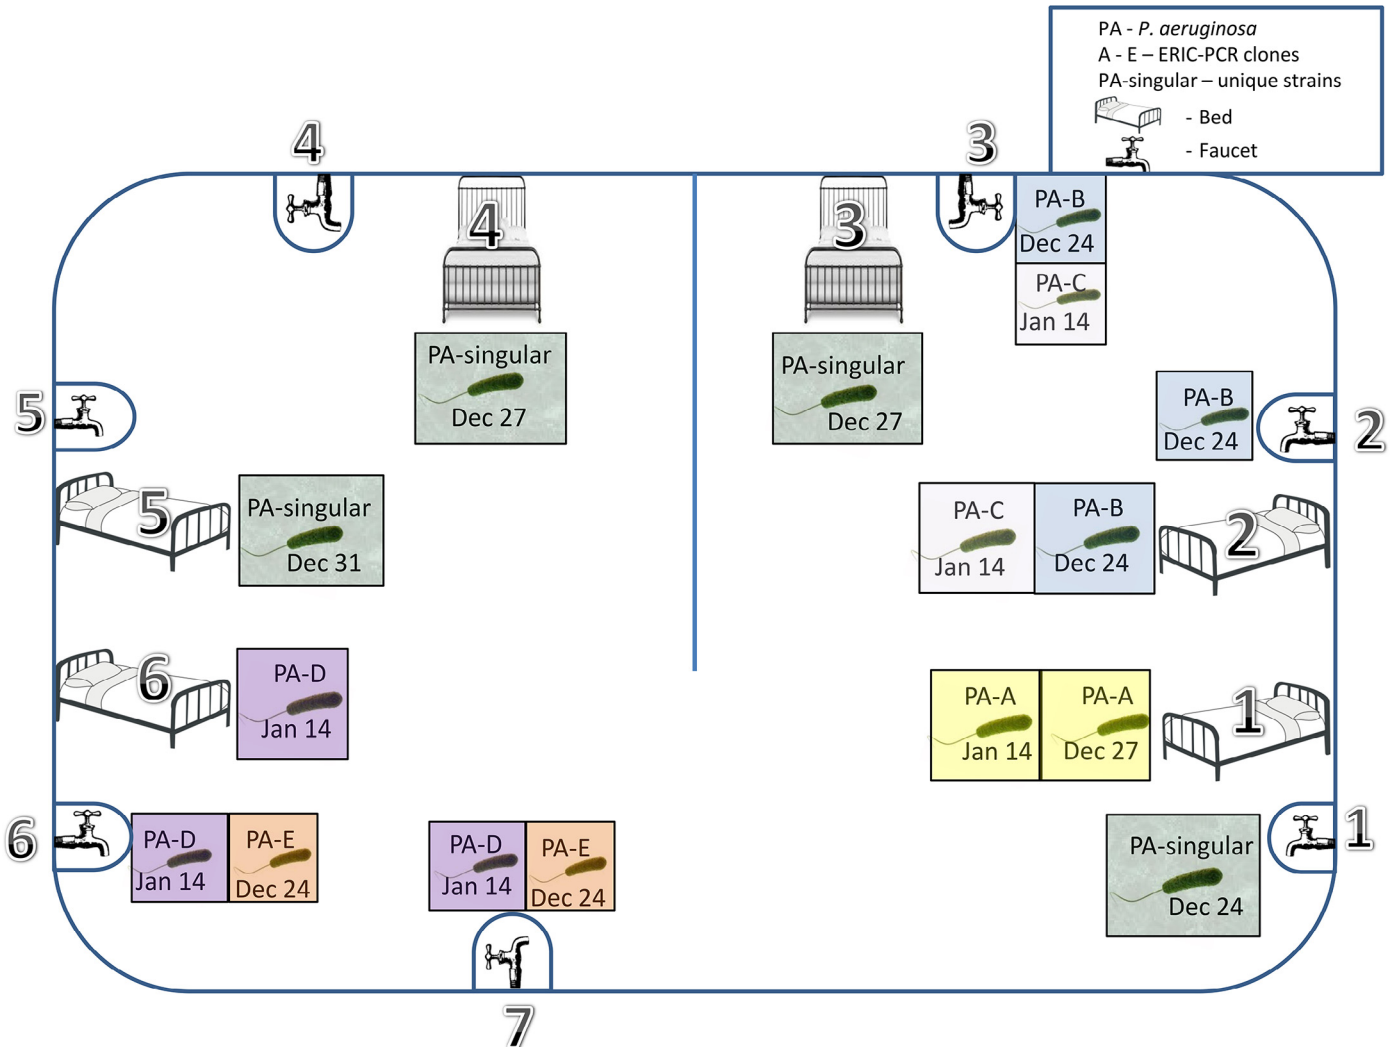 PA - P. aeruginosa
A - E – ERIC-PCR clones
PA-singular – unique strains
- Bed
- Faucet
4
3
4
3
PA-B
Dec 24
PA-C
Jan 14
PA-singular
Dec 27
PA-singular
Dec 27
5
PA-B
Dec 24
2
5
PA-singular
Dec 31
PA-C
Jan 14
PA-B
Dec 24
2
6
PA-D
Jan 14
PA-A
Jan 14
PA-A
Dec 27
1
6
PA-D
Jan 14
PA-E
Dec 24
PA-D
Jan 14
PA-E
Dec 24
PA-singular
Dec 24
1
7